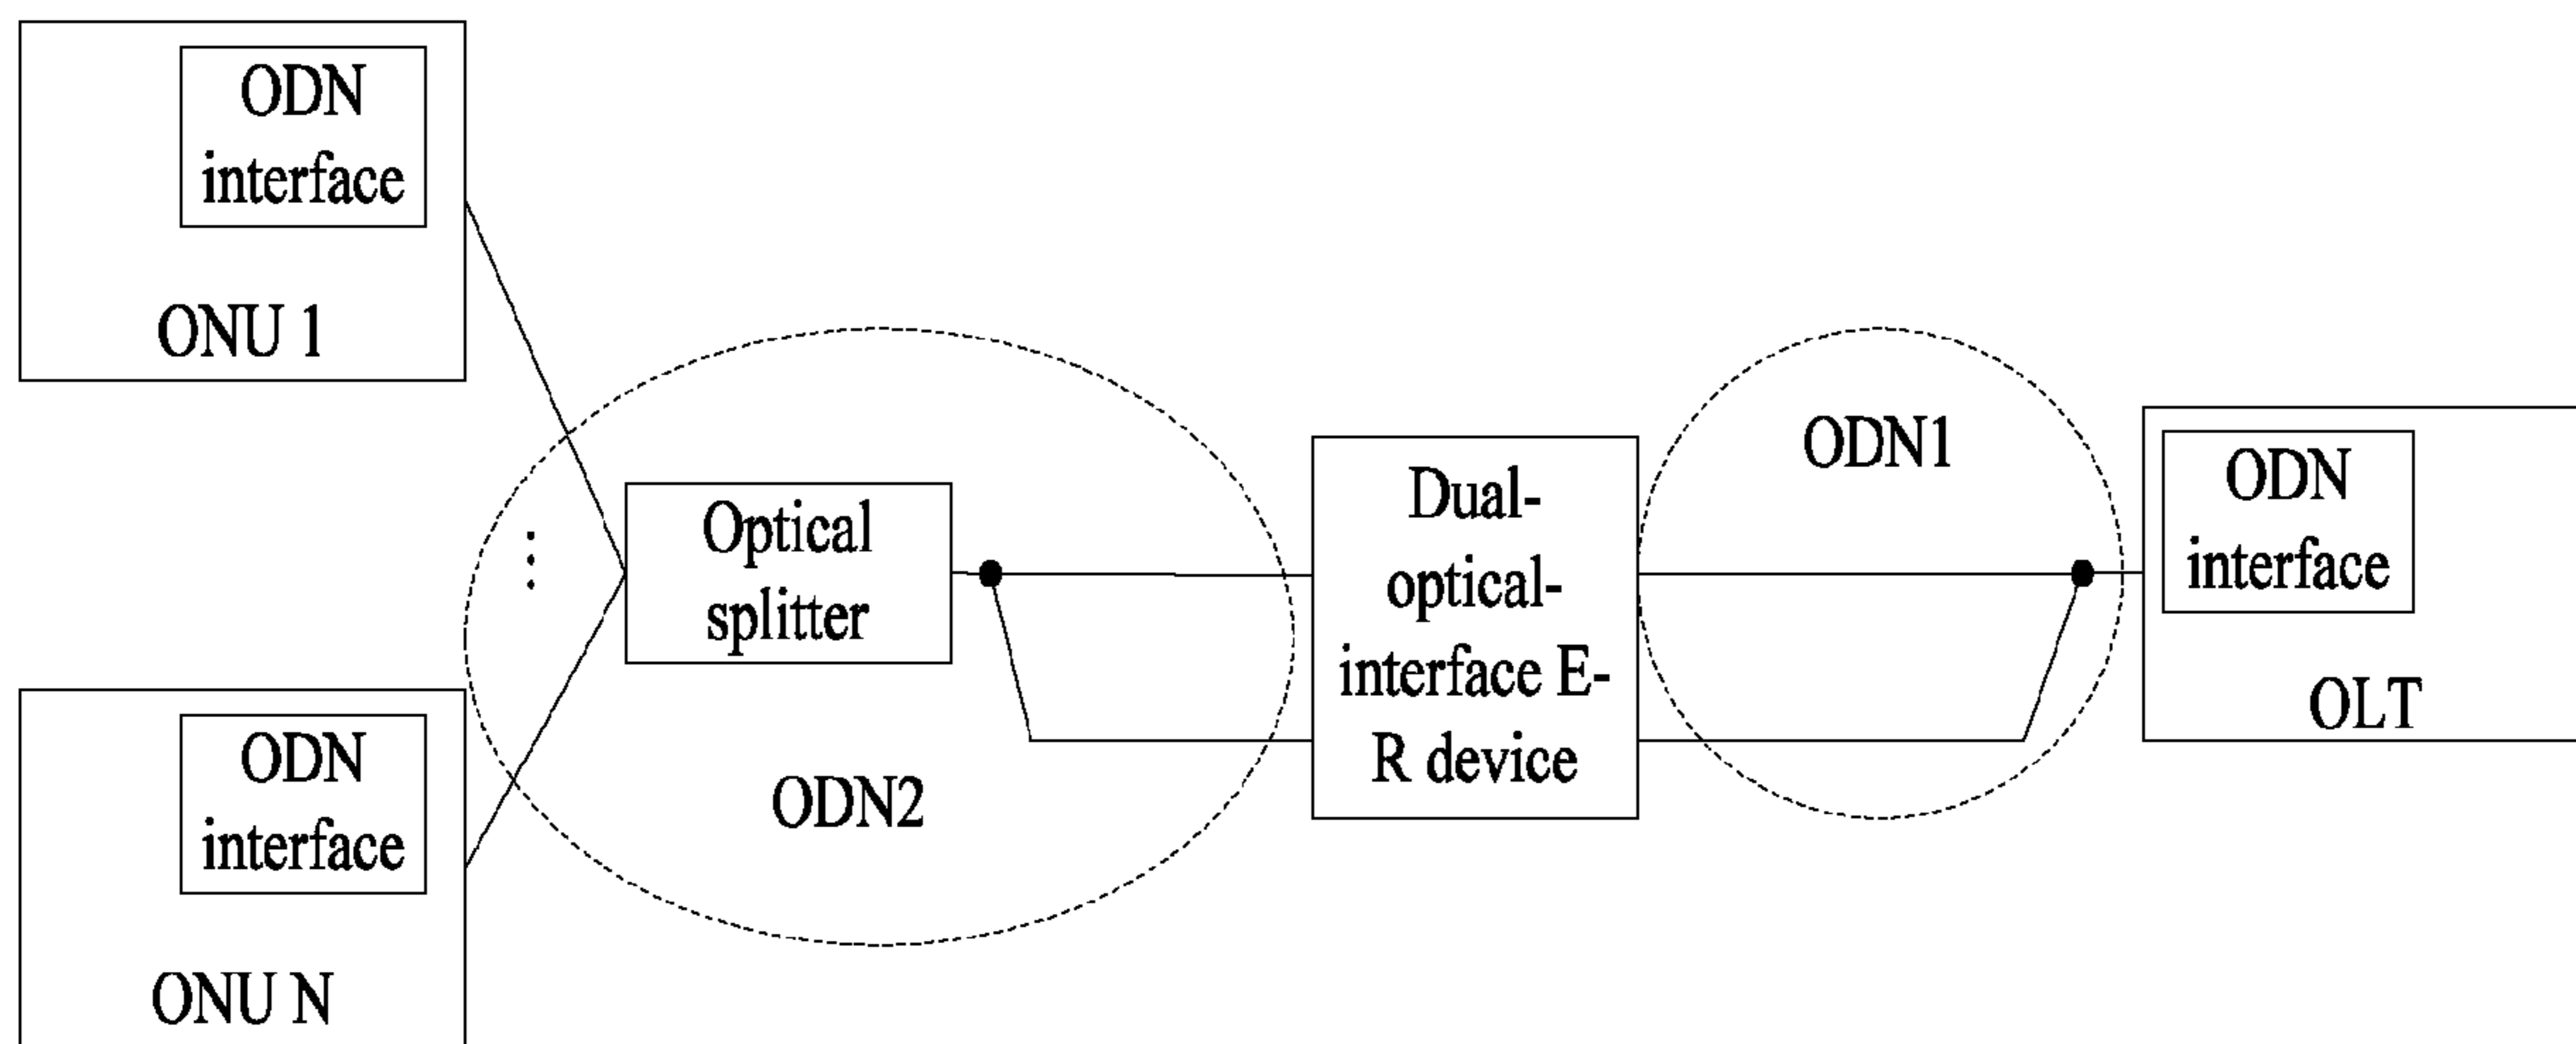 ODN
interface
ONU 1
Optical
splitter
ODN2
ODN
interface
ONU N
Dual-
optical-
interface E-
R device
ODN1
ODN
interface
OLT